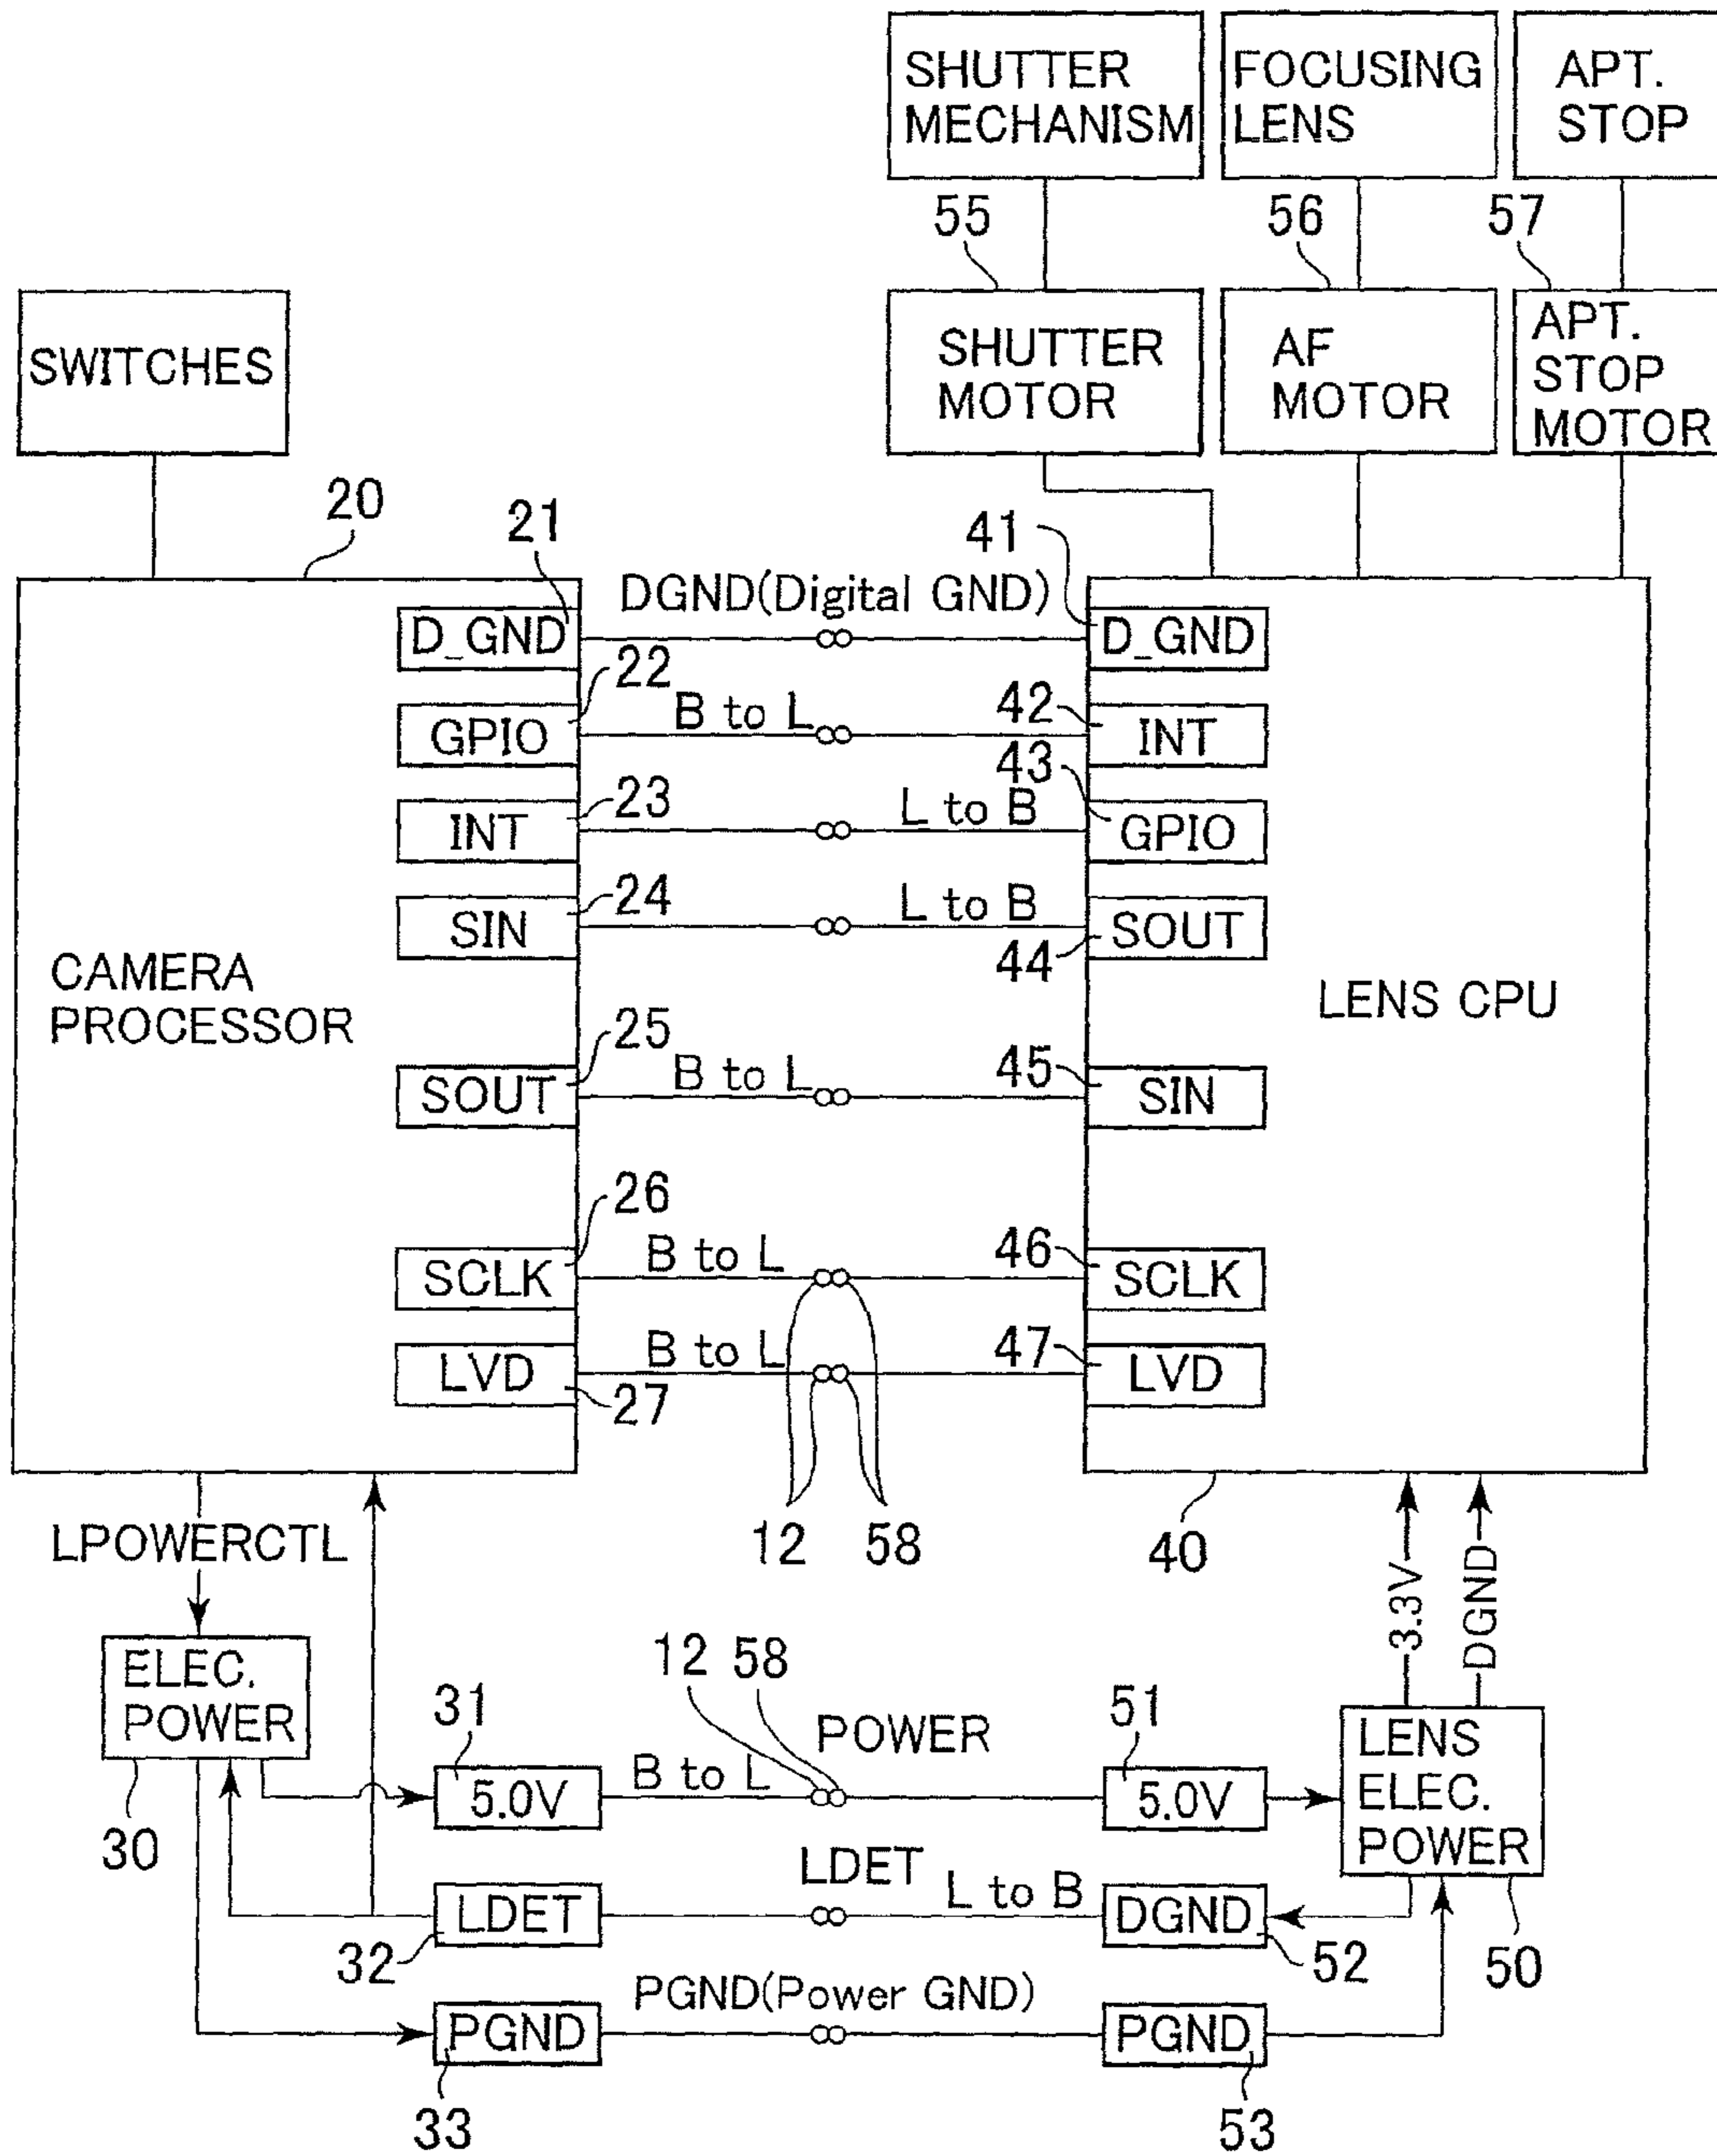 SHUTTER
MECHANISM
FOCUSING
LENS
APT.
STOP
55
56
57
SWITCHES
SHUTTER
MOTOR
AF
MOTOR
APT.
STOP
MOTOR
20
21
41
DGND(Digital GND)
D_GND
D_GND
22
B to L
42
GPIO
INT
23
43
L to B
INT
GPIO
24
L to B
SIN
SOUT
44
CAMERA
PROCESSOR
LENS CPU
25
B to L
45
SOUT
SIN
26
B to L
46
SCLK
SCLK
B to L
47
LVD
LVD
27
12
58
40
LPOWERCTL
3.3V
DGND
ELEC.
POWER
30
12
58
31
POWER
51
B to L
5.0V
5.0V
LENS
ELEC.
POWER
50
LDET
L to B
LDET
DGND
32
52
PGND(Power GND)
PGND
PGND
33
53